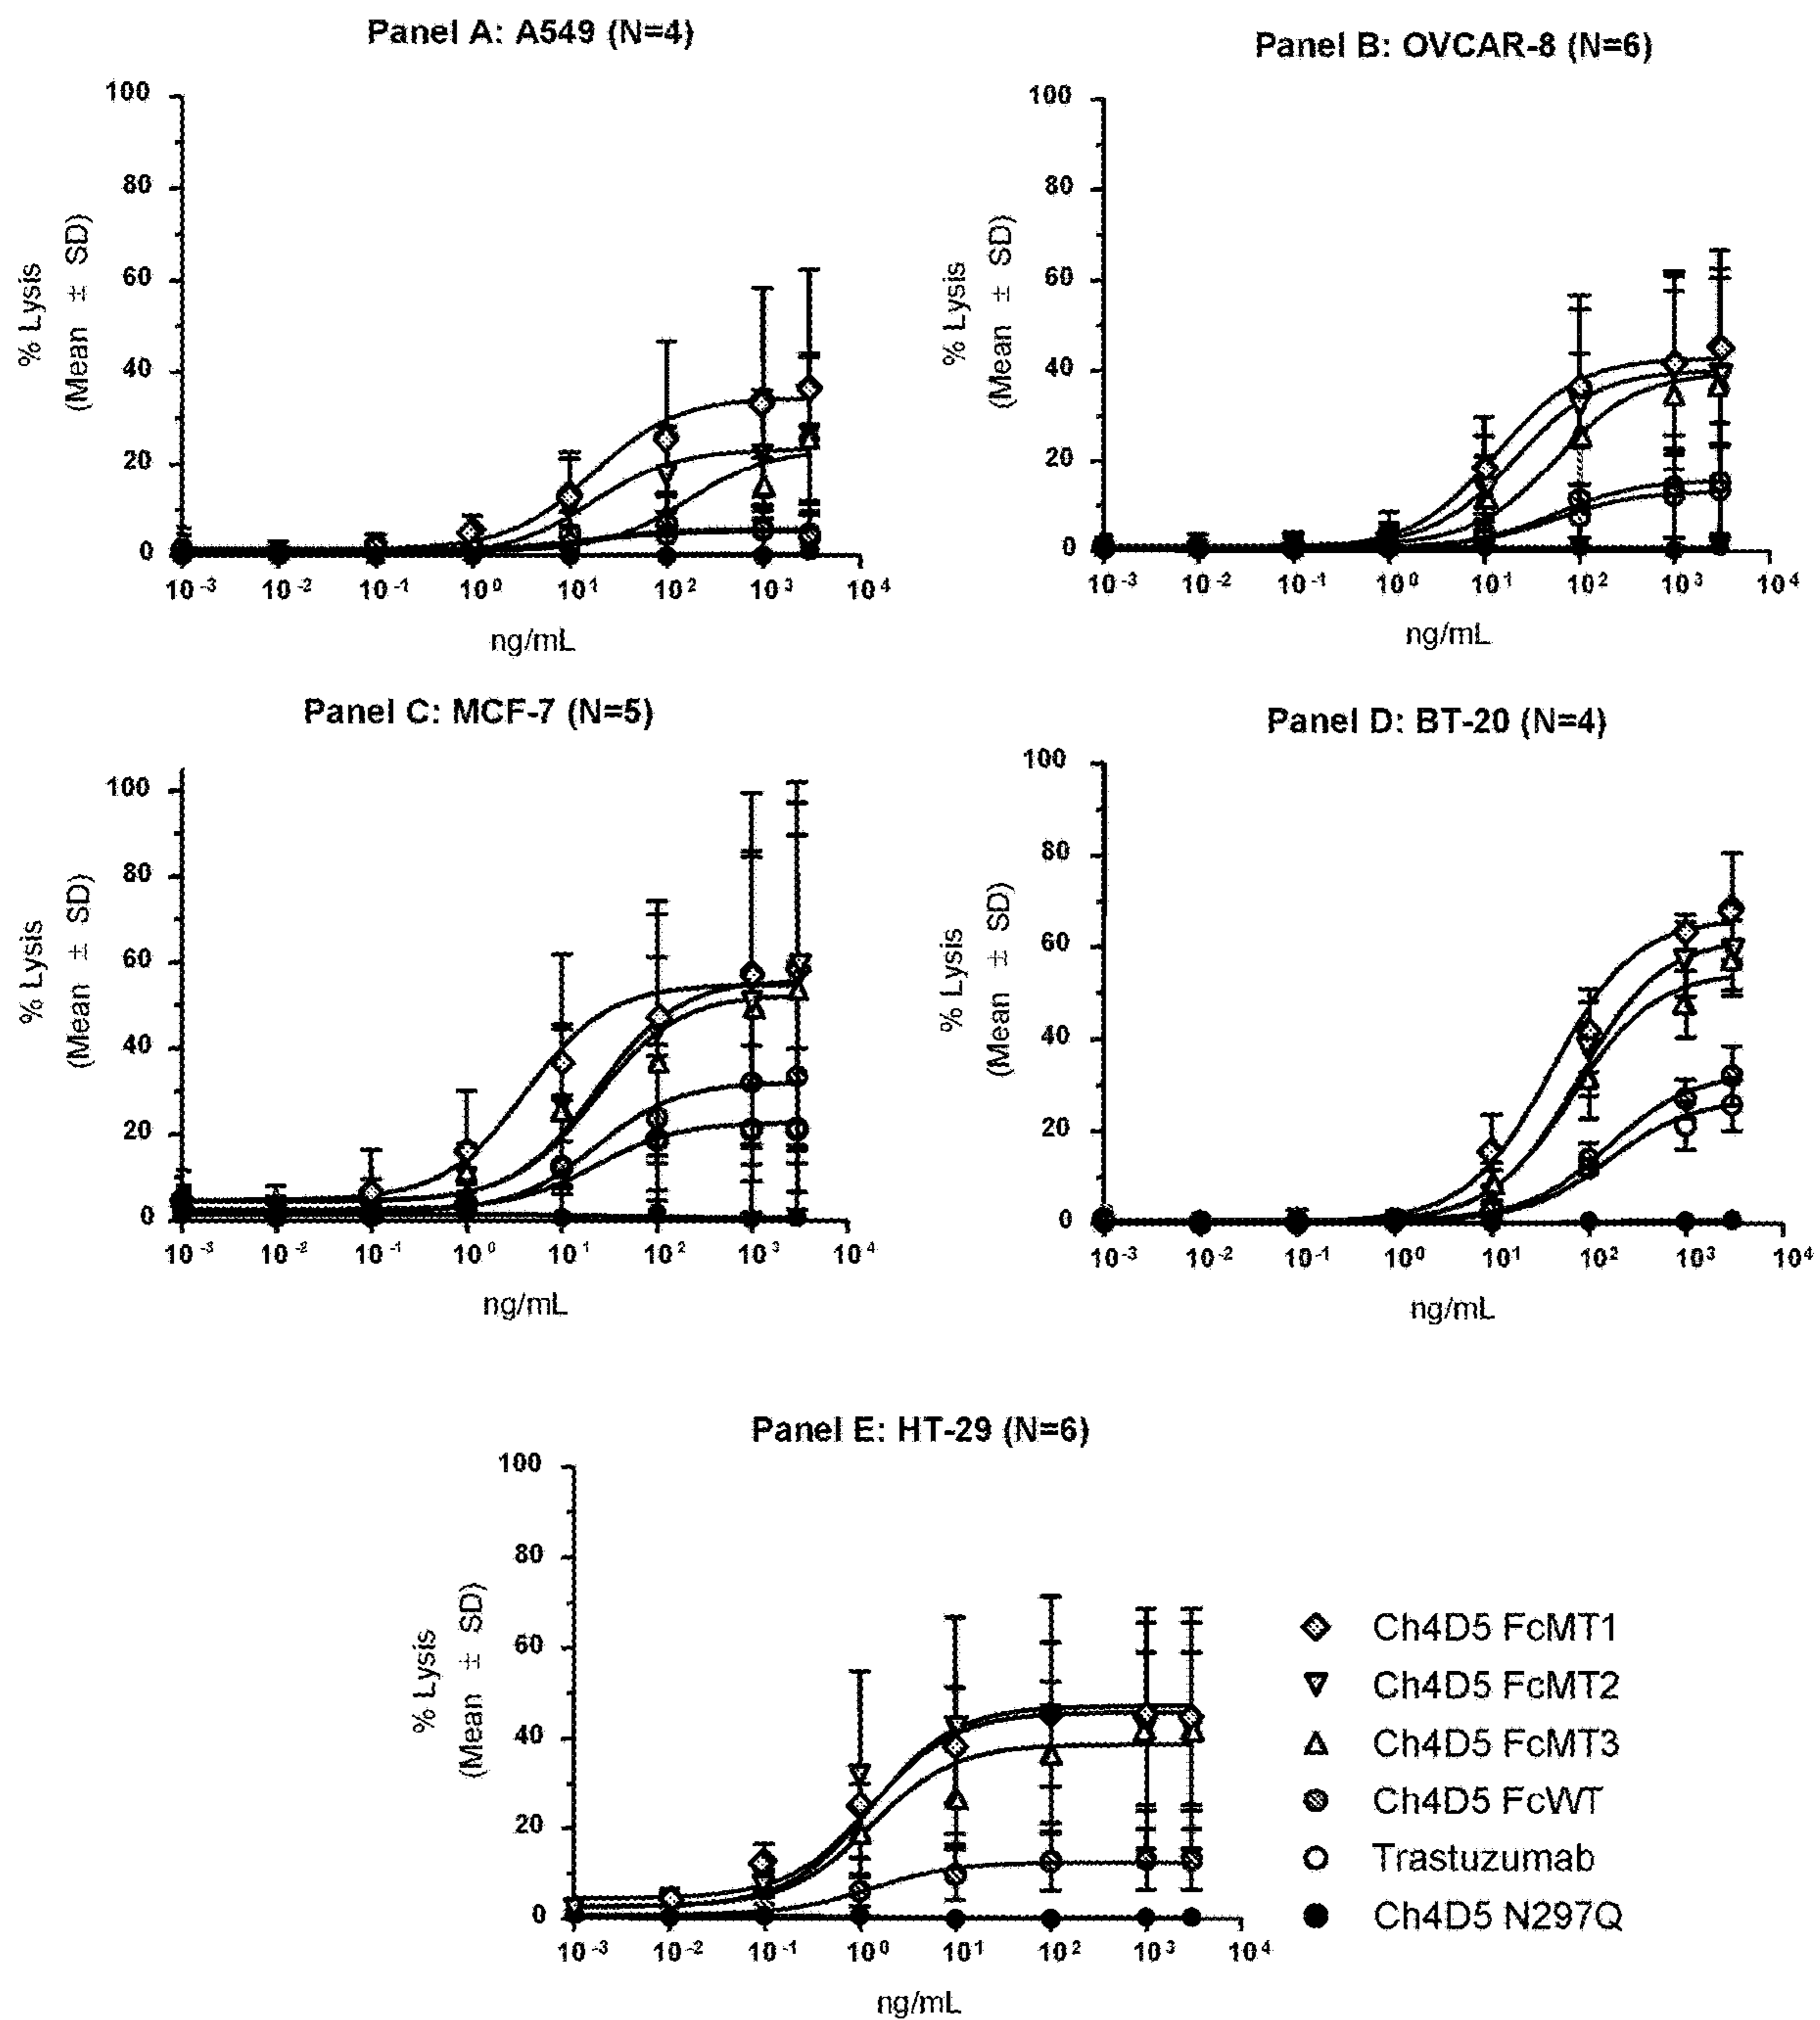 Panel A: A549 (N=4)
% Lysis
(Mean ± SD)
100
80
60
40
20
0
10⁻³ 10⁻² 10⁻¹ 10⁰ 10¹ 10² 10³ 10⁴
ng/mL
Panel B: OVCAR-8 (N=6)
% Lysis
(Mean ± SD)
100
80
60
40
20
0
10⁻³ 10⁻² 10⁻¹ 10⁰ 10¹ 10² 10³ 10⁴
ng/mL
Panel C: MCF-7 (N=5)
% Lysis
(Mean ± SD)
100
80
60
40
20
0
10⁻³ 10⁻² 10⁻¹ 10⁰ 10¹ 10² 10³ 10⁴
ng/mL
Panel D: BT-20 (N=4)
% Lysis
(Mean ± SD)
100
80
60
40
20
0
10⁻³ 10⁻² 10⁻¹ 10⁰ 10¹ 10² 10³ 10⁴
ng/mL
Panel E: HT-29 (N=6)
% Lysis
(Mean ± SD)
100
80
60
40
20
0
10⁻³ 10⁻² 10⁻¹ 10⁰ 10¹ 10² 10³ 10⁴
ng/mL
Ch4D5 FcMT1
Ch4D5 FcMT2
Ch4D5 FcMT3
Ch4D5 FcWT
Trastuzumab
Ch4D5 N297Q